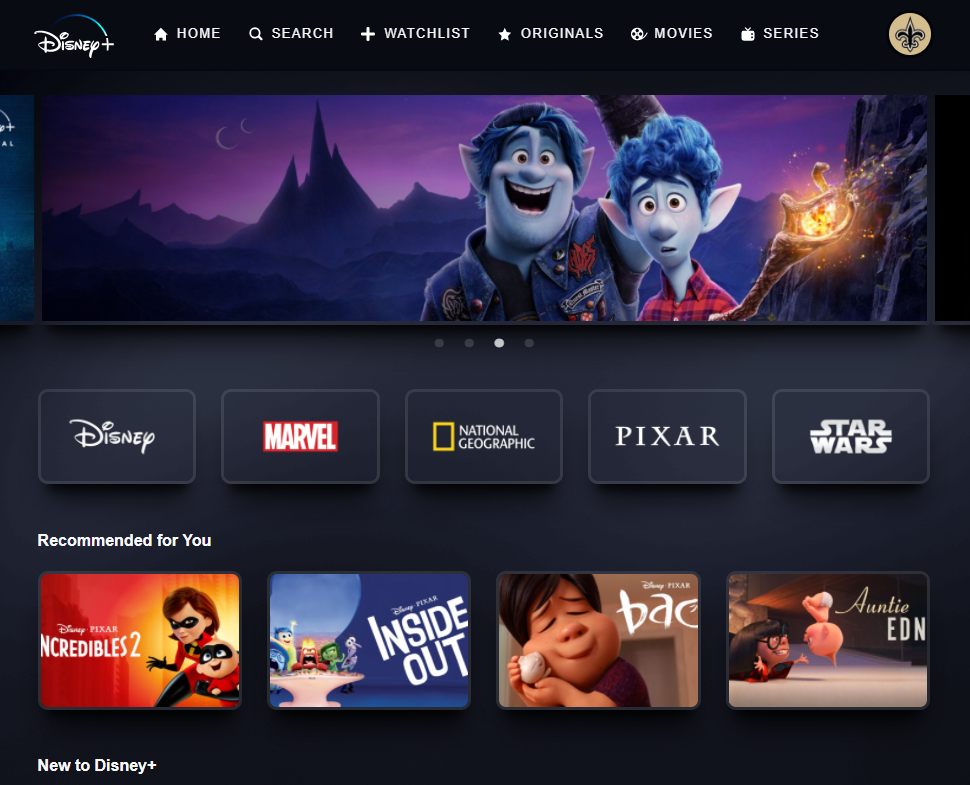 Disney+
HOME
SEARCH
WATCHLIST
ORIGINALS
MOVIES
SERIES
Disney
MARVEL
NATIONAL
GEOGRAPHIC
PIXAR
STAR
WARS
Recommended for You
Disney · PIXAR
NCREDIBLES 2
Disney · PIXAR
INSIDE
OUT
Disney · PIXAR
bao
Auntie
EDN
New to Disney+